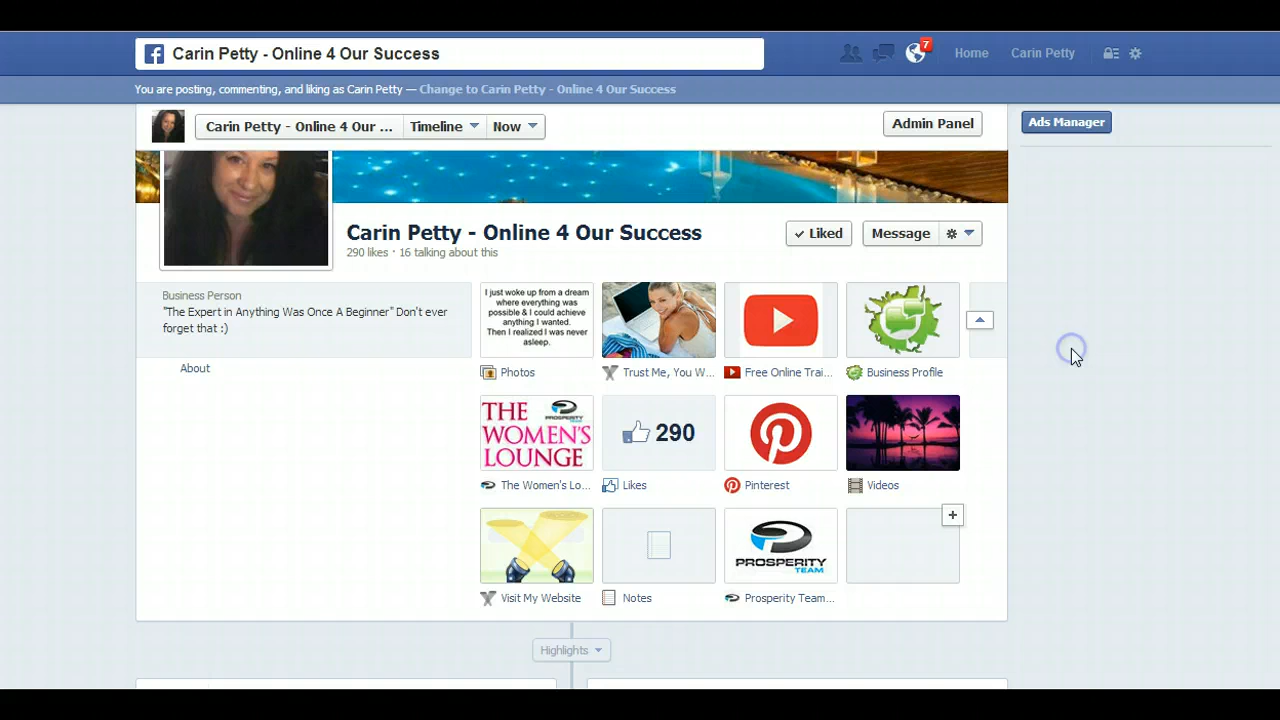 Carin Petty - Online 4 Our Success
7
Home
Carin Petty
You are posting, commenting, and liking as Carin Petty — Change to Carin Petty - Online 4 Our Success
Carin Petty - Online 4 Our ...
Timeline
Now
Admin Panel
Ads Manager
Carin Petty - Online 4 Our Success
290 likes · 16 talking about this
Liked
Message
Business Person
"The Expert in Anything Was Once A Beginner" Don't ever
forget that :)
About
I just woke up from a dream
where everything was
possible & I could achieve
anything I wanted.
Then I realized I was never
asleep.
Photos
Trust Me, You W...
Free Online Trai...
Business Profile
THE
PROSPERITY
WOMEN'S
LOUNGE
290
The Women's Lo...
Likes
Pinterest
Videos
PROSPERITY
TEAM
Visit My Website
Notes
Prosperity Team...
Highlights